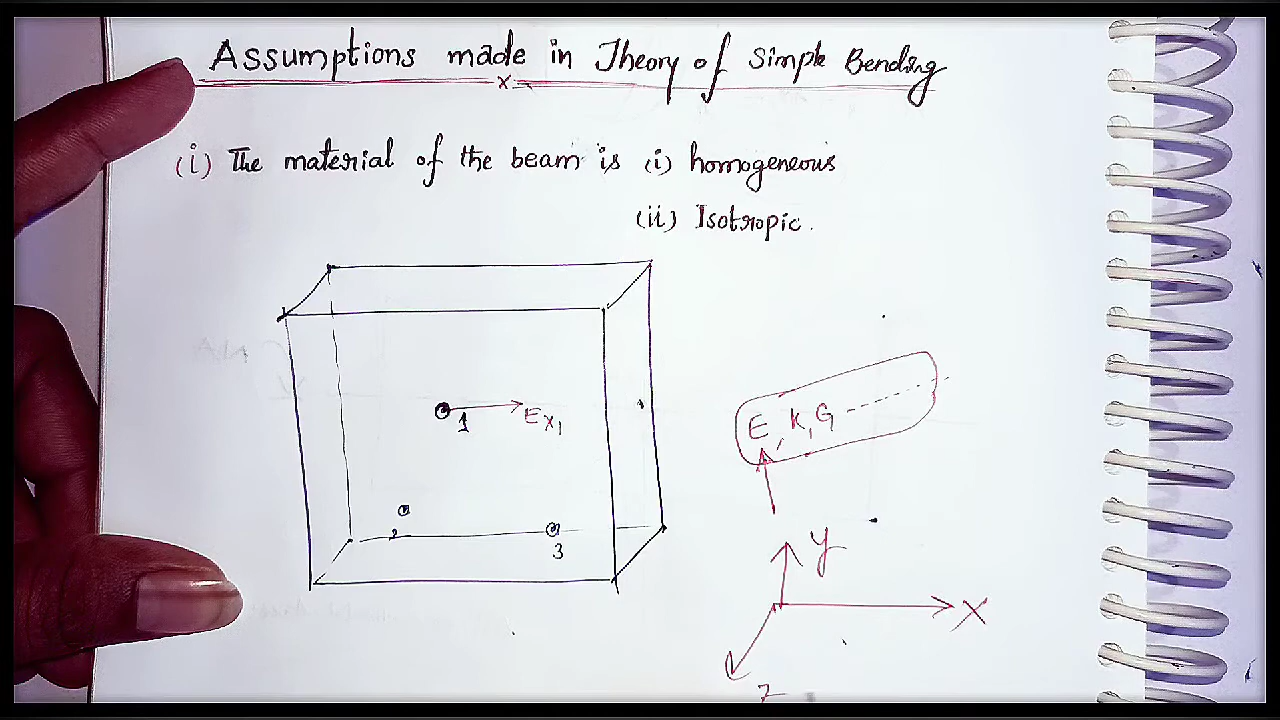 Assumptions made in Theory of Simple Bending
x
(i) The material of the beam is (i) homogeneous
(ii) Isotropic.
1 Ex1
2
3
E, K, G
y
X
Z